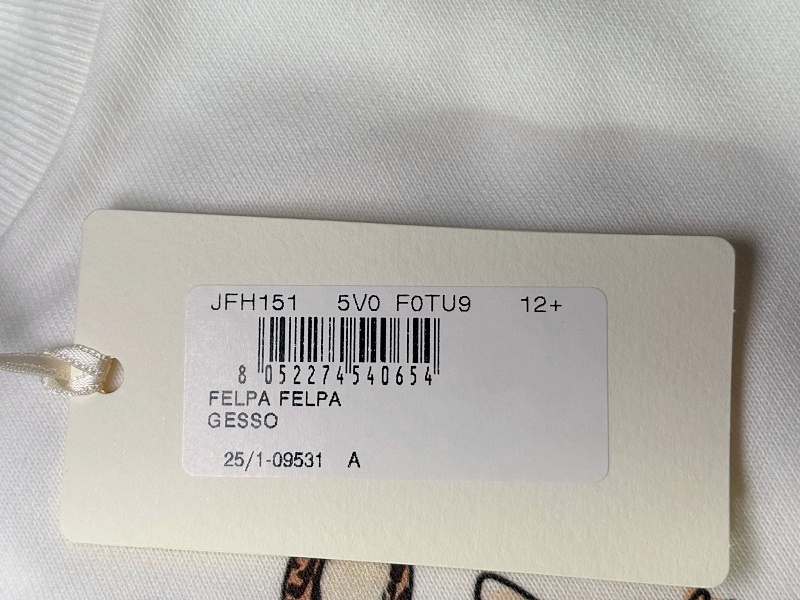 JFH151 5V0 F0TU9 12+
8 052274 540654
FELPA FELPA
GESSO
25/1-09531 A